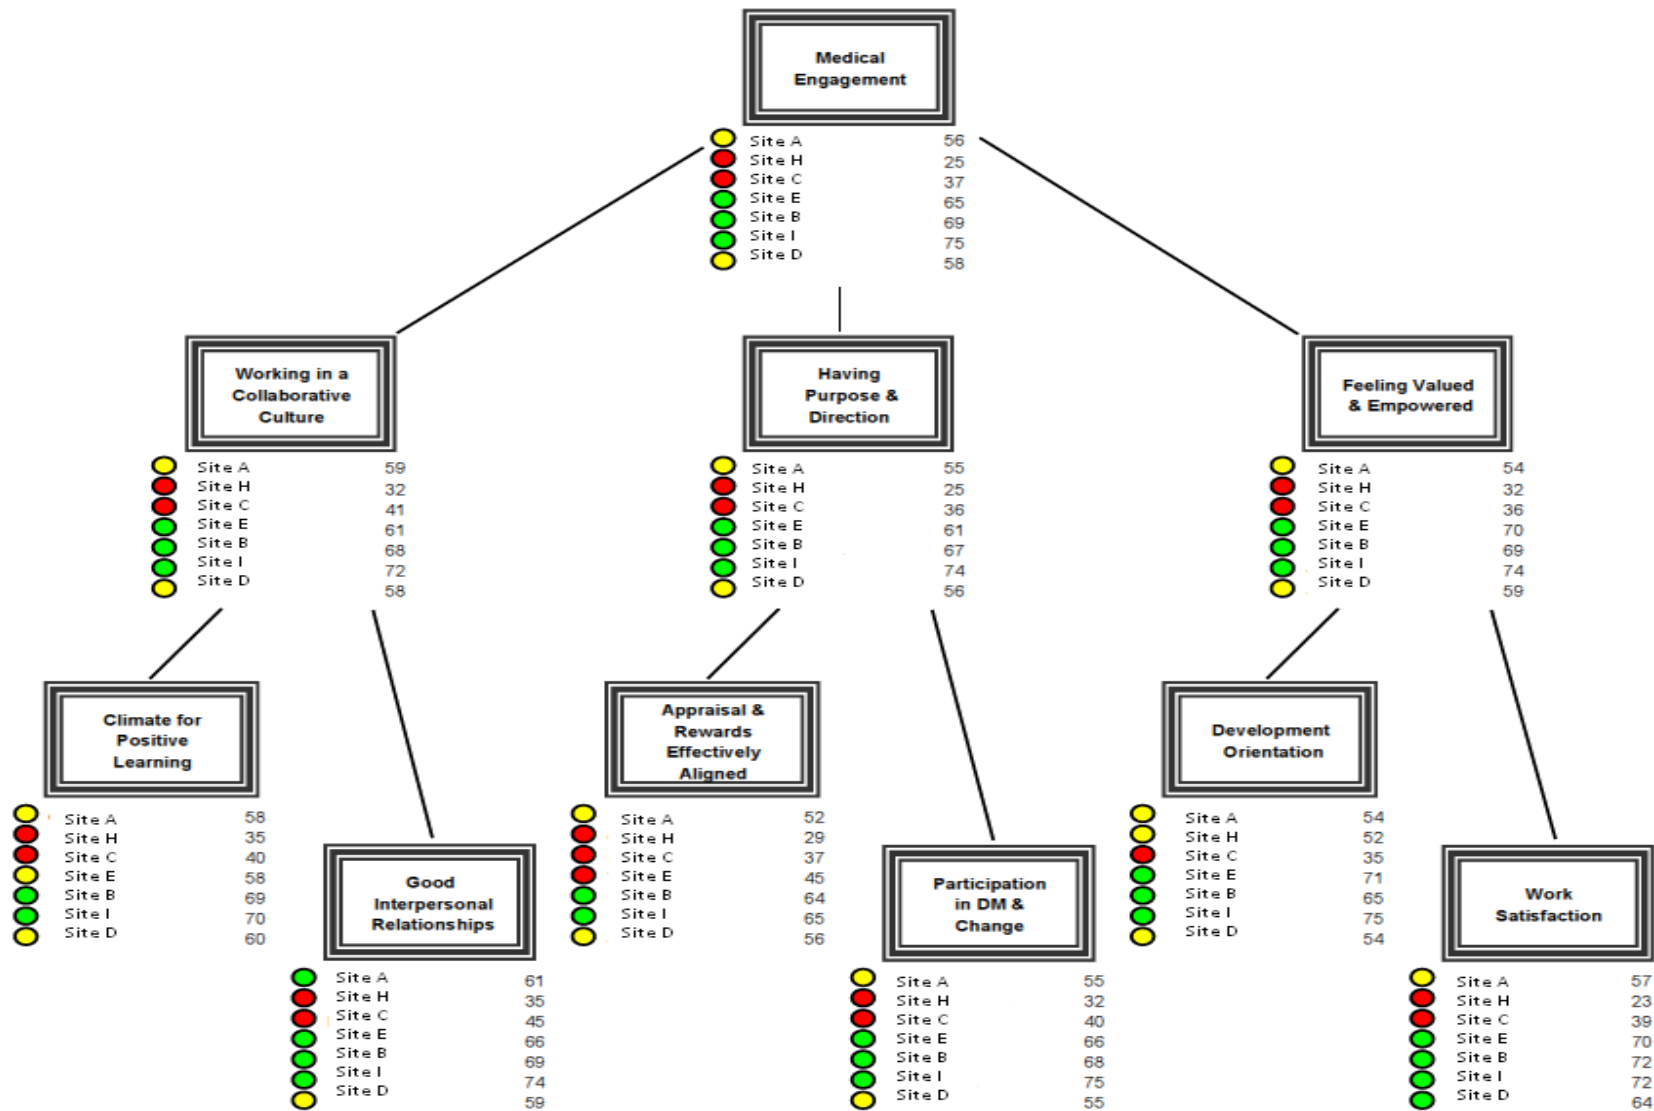 Medical
Engagement
Site A 56
Site H 25
Site C 37
Site E 65
Site B 69
Site I 75
Site D 58
Working in a
Collaborative
Culture
Site A 59
Site H 32
Site C 41
Site E 61
Site B 68
Site I 72
Site D 58
Having
Purpose &
Direction
Site A 55
Site H 25
Site C 36
Site E 61
Site B 67
Site I 74
Site D 56
Feeling Valued
& Empowered
Site A 54
Site H 32
Site C 36
Site E 70
Site B 69
Site I 74
Site D 59
Climate for
Positive
Learning
Site A 58
Site H 35
Site C 40
Site E 58
Site B 69
Site I 70
Site D 60
Good
Interpersonal
Relationships
Site A 61
Site H 35
Site C 45
Site E 66
Site B 69
Site I 74
Site D 59
Appraisal &
Rewards
Effectively
Aligned
Site A 52
Site H 29
Site C 37
Site E 45
Site B 64
Site I 65
Site D 56
Participation
in DM &
Change
Site A 55
Site H 32
Site C 40
Site E 66
Site B 68
Site I 75
Site D 55
Development
Orientation
Site A 54
Site H 52
Site C 35
Site E 71
Site B 65
Site I 75
Site D 54
Work
Satisfaction
Site A 57
Site H 23
Site C 39
Site E 70
Site B 72
Site I 72
Site D 64